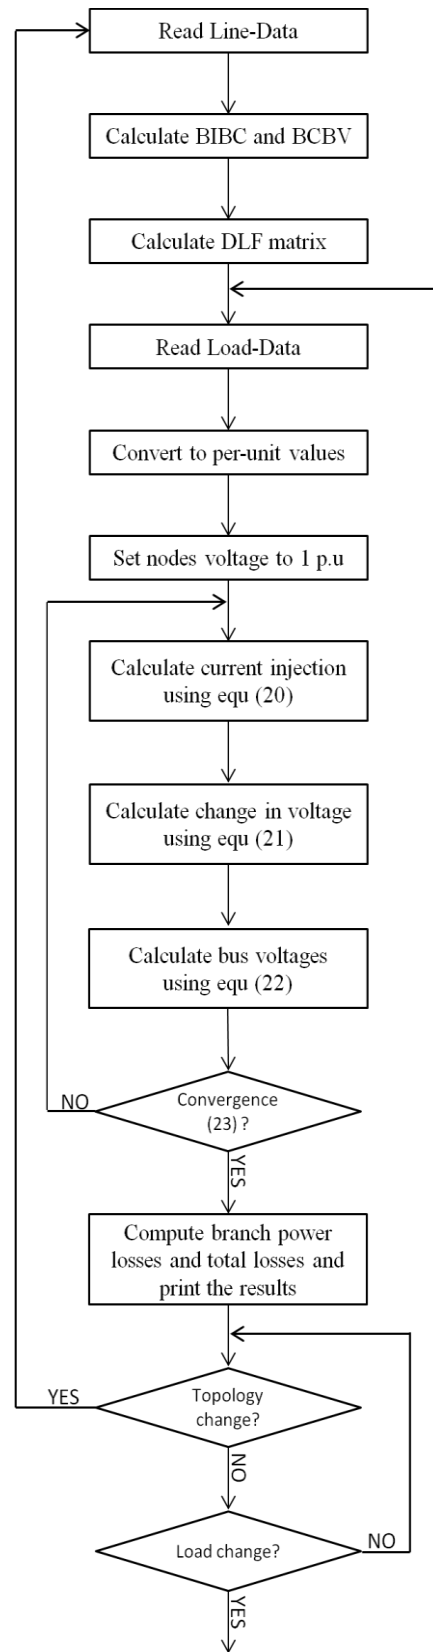 Read Line-Data
Calculate BIBC and BCBV
Calculate DLF matrix
Read Load-Data
Convert to per-unit values
Set nodes voltage to 1 p.u
Calculate current injection
using equ (20)
Calculate change in voltage
using equ (21)
Calculate bus voltages
using equ (22)
Convergence
(23) ?
NO
YES
Compute branch power
losses and total losses and
print the results
Topology
change?
YES
NO
Load change?
NO
YES